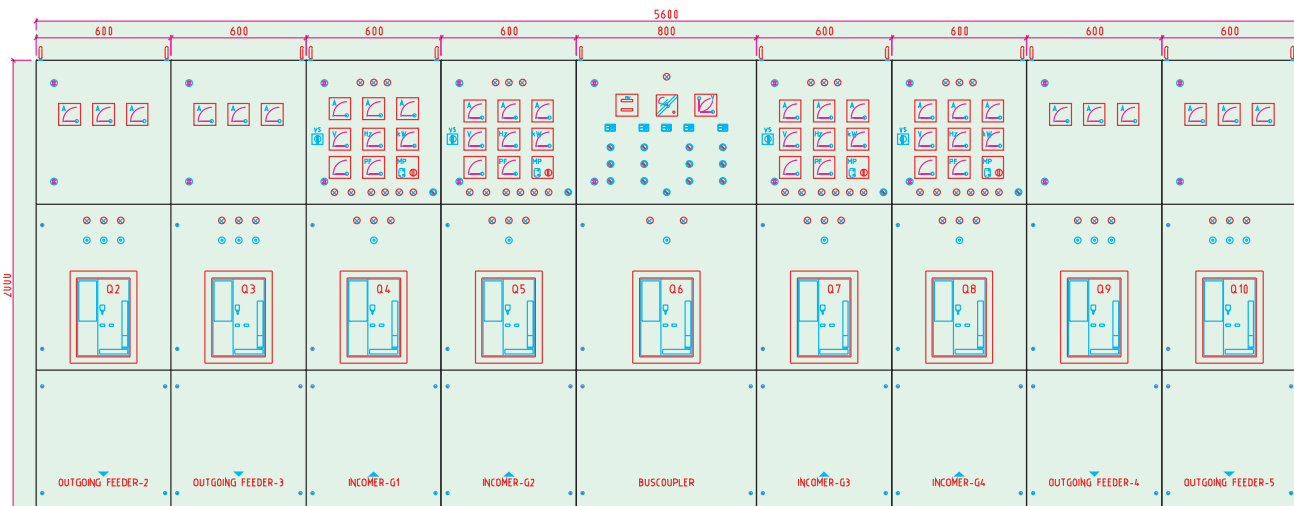 5600
600 600 600 600 800 600 600 600 600
A A A
A A A
A A A
V Hz kW
PF MP
VS
A A A
V Hz kW
PF MP
VS
V
A A A
V Hz kW
PF MP
VS
A A A
V Hz kW
PF MP
VS
A A A
A A A
2000
Q2 Q3 Q4 Q5 Q6 Q7 Q8 Q9 Q10
OUTGOING FEEDER-2 OUTGOING FEEDER-3 INCOMER-G1 INCOMER-G2 BUSCOUPLER INCOMER-G3 INCOMER-G4 OUTGOING FEEDER-4 OUTGOING FEEDER-5